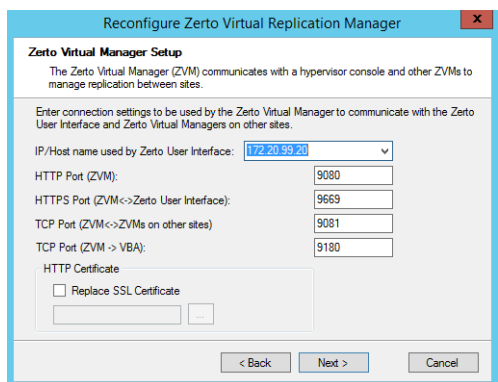 Reconfigure Zerto Virtual Replication Manager
x
Zerto Virtual Manager Setup
The Zerto Virtual Manager (ZVM) communicates with a hypervisor console and other ZVMs to
manage replication between sites.
Enter connection settings to be used by the Zerto Virtual Manager to communicate with the Zerto
User Interface and Zerto Virtual Managers on other sites.
IP/Host name used by Zerto User Interface: 172.20.99.20
HTTP Port (ZVM): 9080
HTTPS Port (ZVM<->Zerto User Interface): 9669
TCP Port (ZVM<->ZVMs on other sites) 9081
TCP Port (ZVM -> VBA): 9180
HTTP Certificate
Replace SSL Certificate
...
< Back Next > Cancel